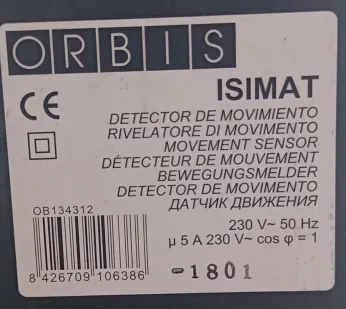 ORBIS
ISIMAT
CE
DETECTOR DE MOVIMIENTO
RIVELATORE DI MOVIMENTO
MOVEMENT SENSOR
DÉTECTEUR DE MOUVEMENT
BEWEGUNGSMELDER
DETECTOR DE MOVIMENTO
ДАТЧИК ДВИЖЕНИЯ
OB134312
230 V~ 50 Hz
µ 5 A 230 V~ cos φ = 1
8 426709 106386
-1801